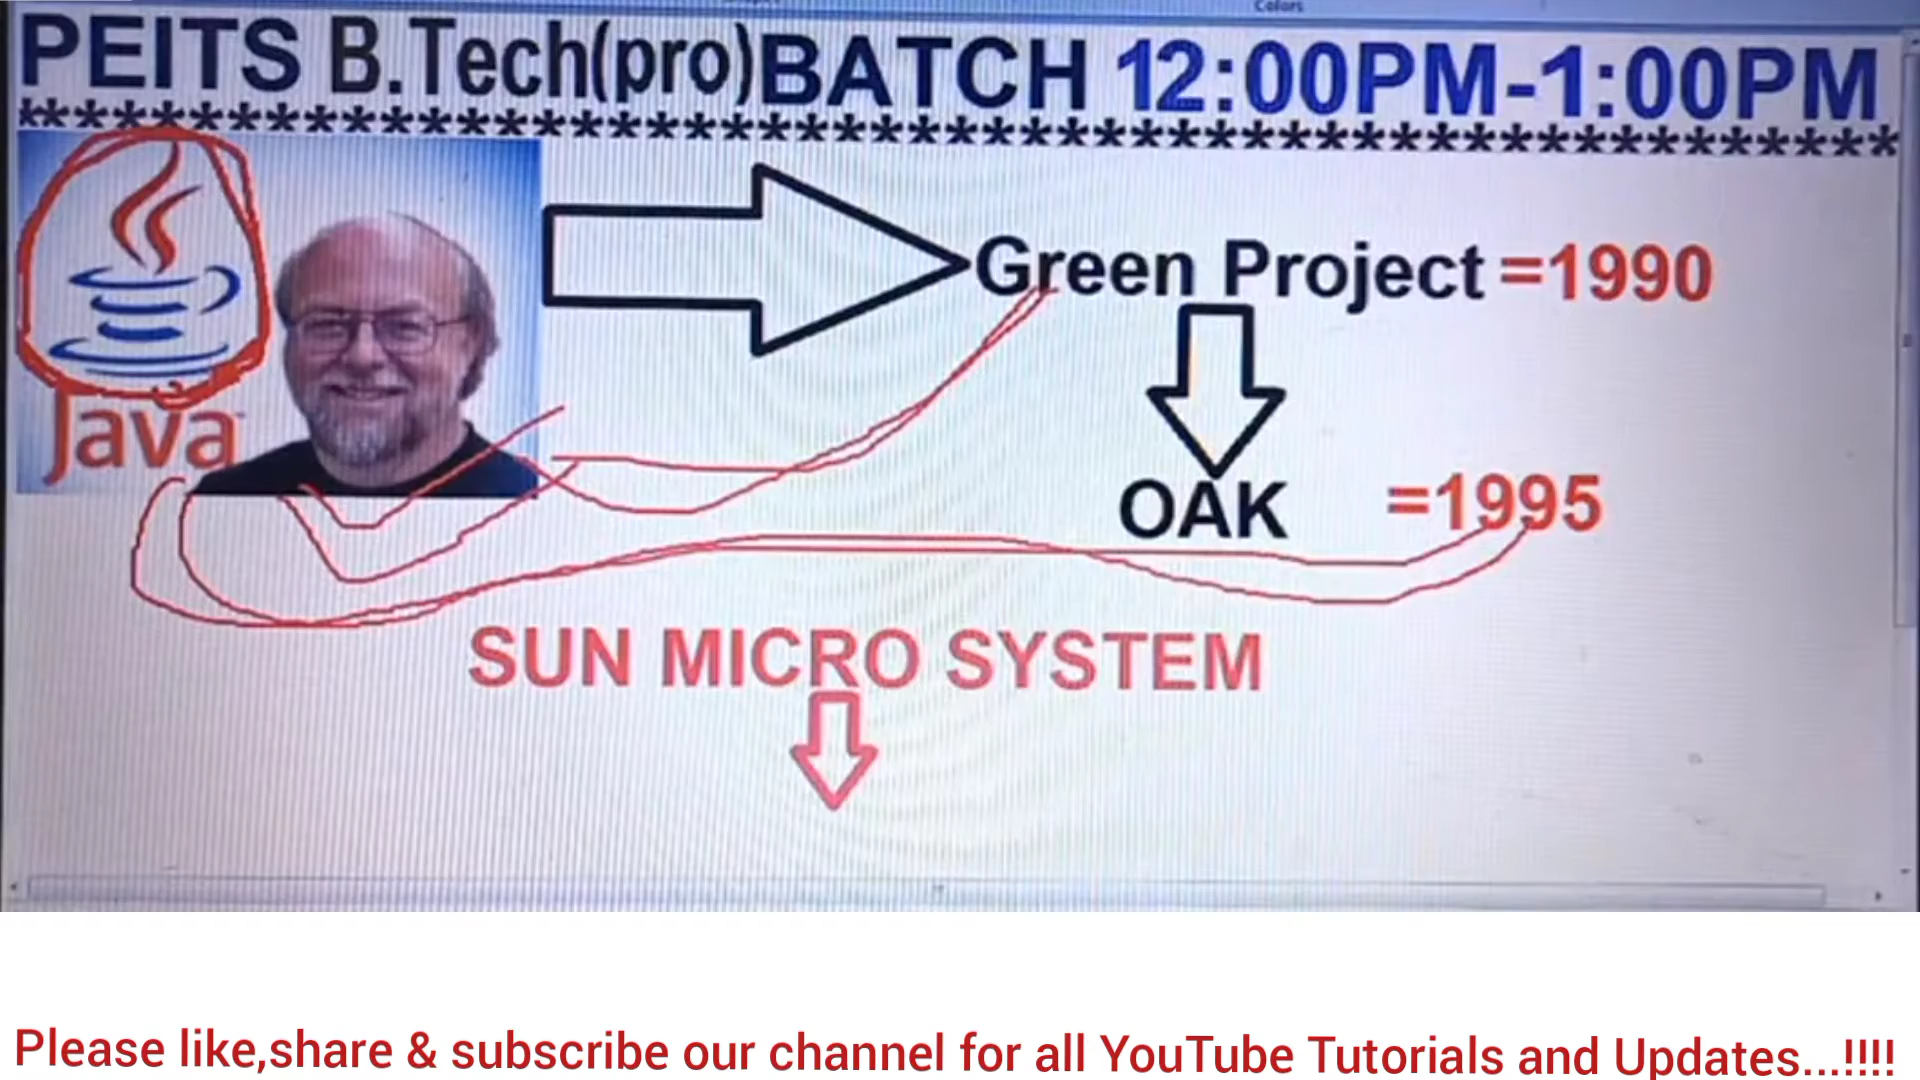 Colors
PEITS B.Tech(pro)BATCH 12:00PM-1:00PM
*****************************************************
Java
Green Project =1990
OAK =1995
SUN MICRO SYSTEM
Please like,share & subscribe our channel for all YouTube Tutorials and Updates...!!!!